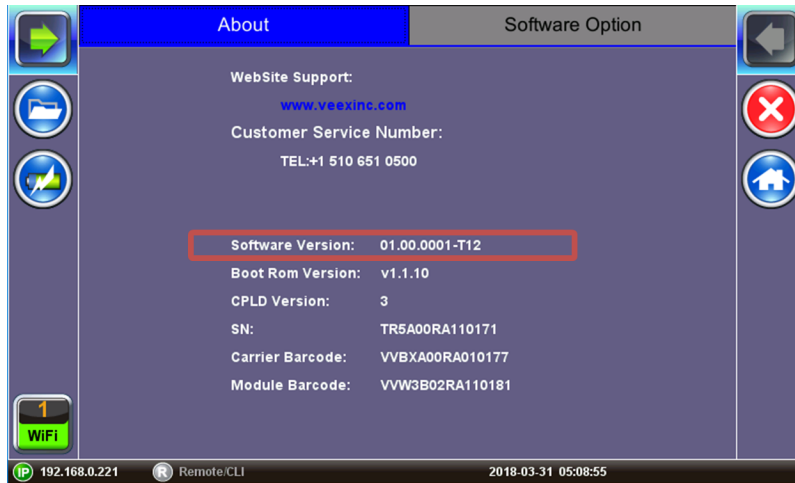 About
Software Option
WebSite Support:
www.veexinc.com
Customer Service Number:
TEL:+1 510 651 0500
Software Version: 01.00.0001-T12
Boot Rom Version: v1.1.10
CPLD Version: 3
SN: TR5A00RA110171
Carrier Barcode: VVBXA00RA010177
Module Barcode: VVW3B02RA110181
1
WiFi
IP 192.168.0.221 R Remote/CLI 2018-03-31 05:08:55